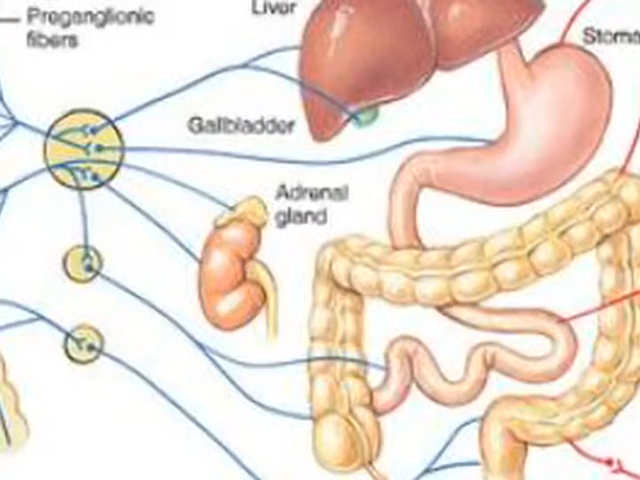 Preganglionic
fibers
Liver
Stoma
Gallbladder
Adrenal
gland